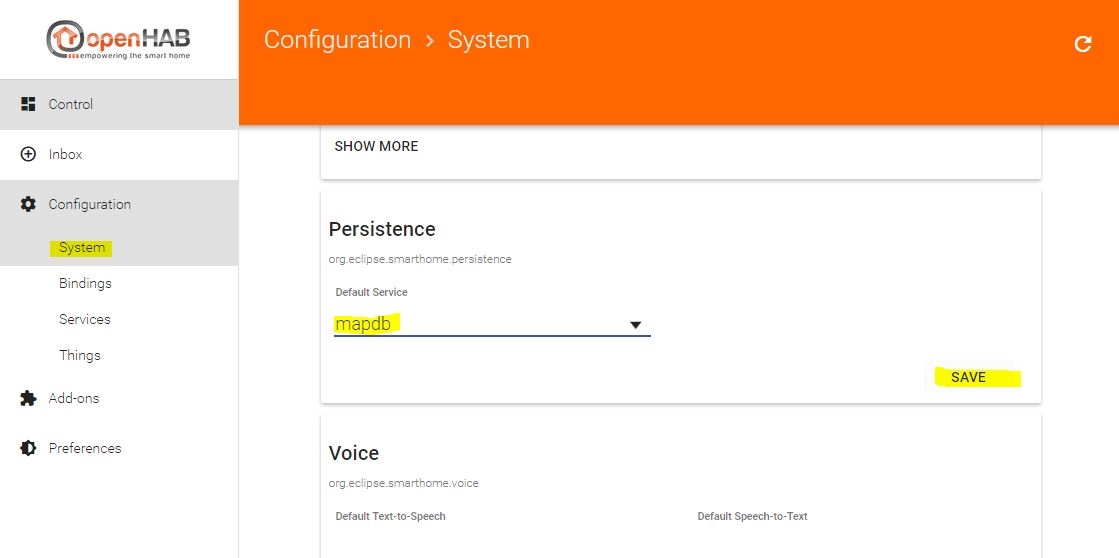 openHAB
empowering the smart home
Configuration > System
Control
Inbox
Configuration
System
Bindings
Services
Things
Add-ons
Preferences
SHOW MORE
Persistence
org.eclipse.smarthome.persistence
Default Service
mapdb
SAVE
Voice
org.eclipse.smarthome.voice
Default Text-to-Speech Default Speech-to-Text